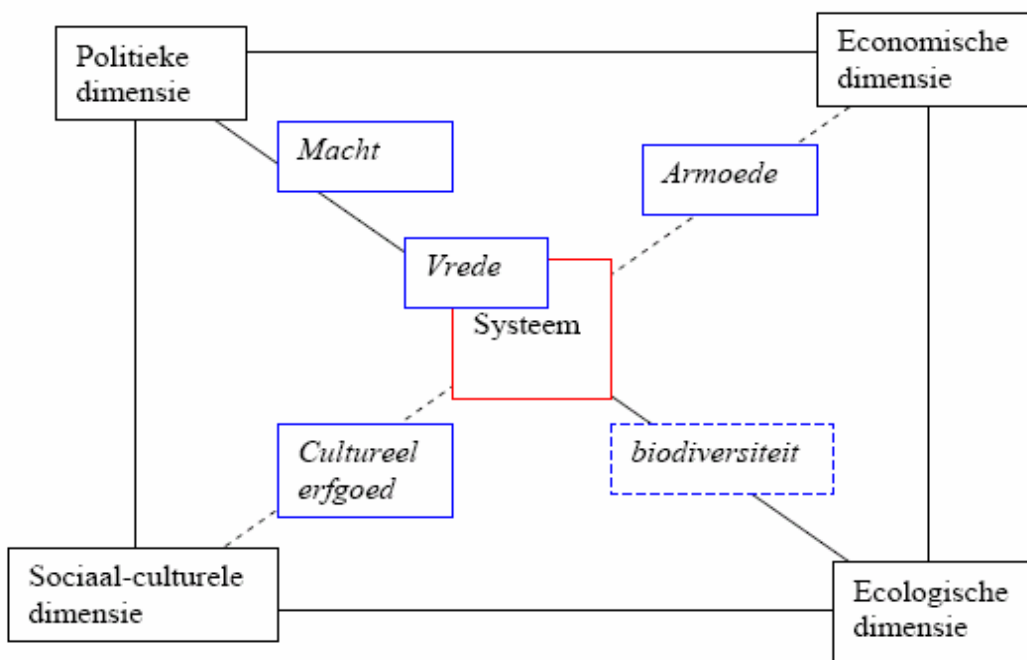 Politieke
dimensie
Economische
dimensie
Macht
Armoede
Vrede
Systeem
Cultureel
erfgoed
biodiversiteit
Sociaal-culturele
dimensie
Ecologische
dimensie